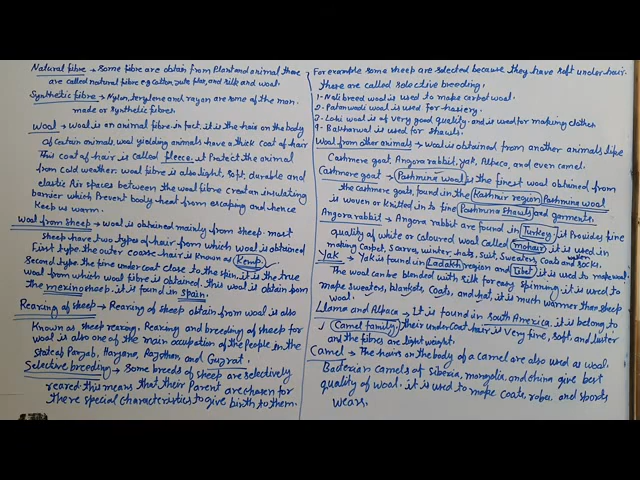 Natural fibre → Some fibre are obtain from Plant and animal there
are called natural fibre e.g cotton, jute flax, and silk and wool.
Synthetic fibre → Nylon, terylene and rayan are some of the man.
made or synthetic fibres.
Wool → Wool is an animal fibre in fact, it is the hair on the body
of certain animals, wool yielding animals have a thick coat of hair
This coat of hair is called fleece. it Protect the animal
from cold weather. wool fibre is also light, soft, durable and
elastic Air spaces between the wool fibre creat an insulating
barrier which Prevent body heat from escaping and hence
Keep us warm.
Wool from sheep → Wool is obtained mainly from sheep. most
sheep have two types of hair from which wool is obtained
First type. the outer coarse hair is known as Kemp
Second type. the fine under coat close to the skin, it is the true
wool from which wool fibre is obtained. This wool is obtain from
the merino sheep. it is found in Spain.
Rearing of sheep → Rearing of sheep obtain from wool is also
Known as sheep rearing. Rearing and breeding of sheep for
wool is also one of the main occupation of the People in the
states Panjab, Haryana, Rajsthan and Gujrat.
Selective breeding → Some breeds of sheep are selectively
reared. this means that their Parent are chosen for
there special characteristics to give birth to them.
For example some sheep are selected because they have soft under hair.
there are called selective breeding,
1- Nali breed wool is used to make carpet wool.
2- Patanwadi wool is used for hosiery.
3- Lohi wool is of very good quality. and is used for making clothes
4- Bakharwal is used for shawls.
Wool from other animals → Wool is obtained from another animals like
Cashmere goat, Angora rabbit, yak, Alpaca, and even camel.
Cashmere goat → Pashmina wool is the finest wool obtained from
the cashmere goats, found in the Kashmir region Pashmina wool
is woven or knitted in to fine Pashmina Shawls and garments.
Angora rabbit → Angora rabbit are found in Turkey. it Provides fine
quality of white or coloured wool called mohair it is used in
making Carpet, Sarra, winter, hats, Suit, Sweaters, Coats and socks.
Yak → Yak is found in Ladakh region and Tibet it is used to make wool.
The wool can be blended with silk for easy spinning. it is used to
make sweaters, blankets, coats, and that it is much warmer than sheep
wool.
Llama and Alpaca → It is found in South America, it is belong to
Camel family. Their under coat hair is very fine, soft, and luster
and the fibres are light weight.
Camel → The hairs on the body of a camel are also used as wool.
Baderian camels of Siberia, mongolia, and china give best
quality of wool. it is used to make coats, robes, and sports
wears.